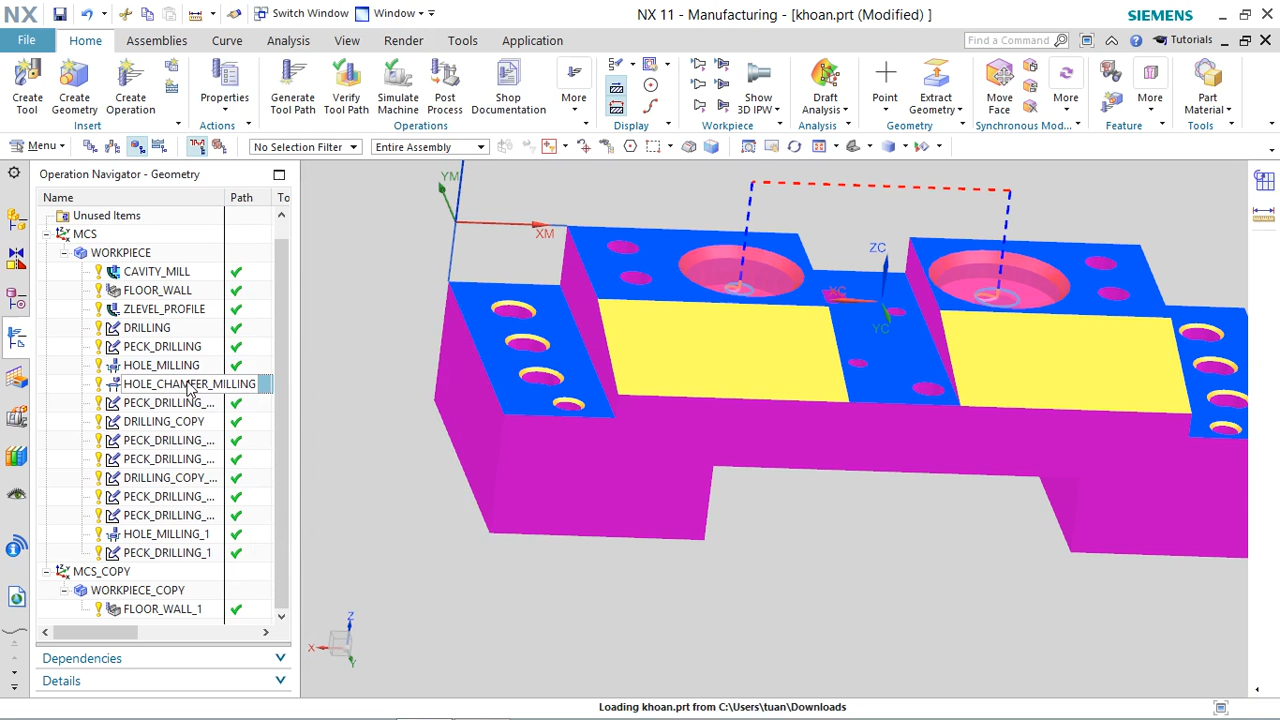 NX
Switch Window
Window
NX 11 - Manufacturing - [khoan.prt (Modified) ]
SIEMENS
File
Home
Assemblies
Curve
Analysis
View
Render
Tools
Application
Find a Command
Tutorials
Create Tool
Create Geometry
Create Operation
Properties
Generate Tool Path
Verify Tool Path
Simulate Machine
Post Process
Shop Documentation
More
Show 3D IPW
Draft Analysis
Point
Extract Geometry
Move Face
More
More
Part Material
Insert
Actions
Operations
Display
Workpiece
Analysis
Geometry
Synchronous Mod...
Feature
Tools
Menu
No Selection Filter
Entire Assembly
Operation Navigator - Geometry
Name
Path
To
Unused Items
MCS
WORKPIECE
CAVITY_MILL
FLOOR_WALL
ZLEVEL_PROFILE
DRILLING
PECK_DRILLING
HOLE_MILLING
HOLE_CHAMFER_MILLING
PECK_DRILLING_...
DRILLING_COPY
PECK_DRILLING_...
PECK_DRILLING_...
DRILLING_COPY_...
PECK_DRILLING_...
PECK_DRILLING_...
HOLE_MILLING_1
PECK_DRILLING_1
MCS_COPY
WORKPIECE_COPY
FLOOR_WALL_1
Dependencies
Details
YM
XM
ZC
XC
YC
Z
X
Y
Loading khoan.prt from C:\Users\tuan\Downloads